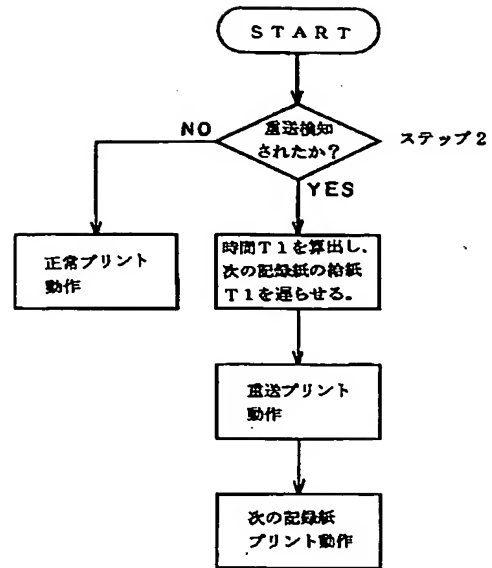 START
重送検知
されたか?
ステップ2
NO
YES
正常プリント
動作
時間T1を算出し、
次の記録紙の給紙
T1を遅らせる。
重送プリント
動作
次の記録紙
プリント動作